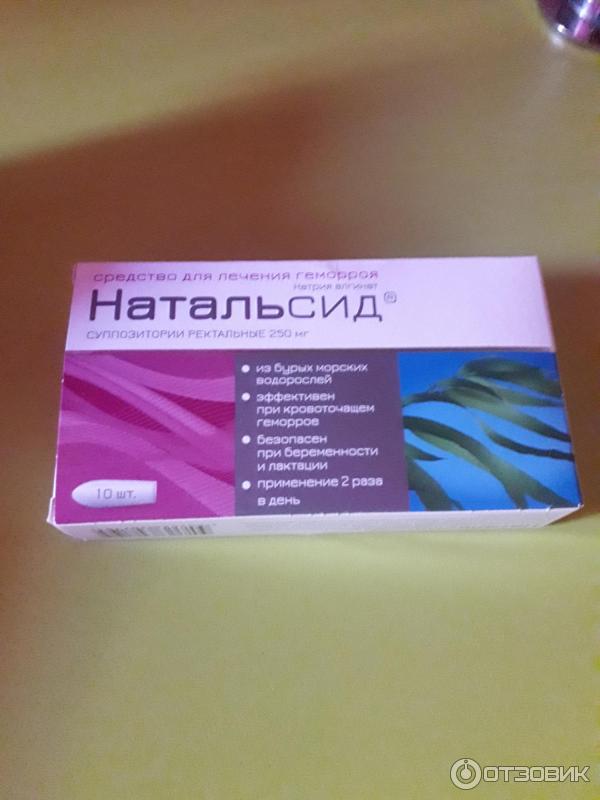 средство для лечения геморроя
Натрия алгинат
Натальсид®
суппозитории ректальные 250 мг
• из бурых морских
водорослей
• эффективен
при кровоточащем
геморрое
• безопасен
при беременности
и лактации
• применение 2 раза
в день
10 шт.
ОТЗОВИК